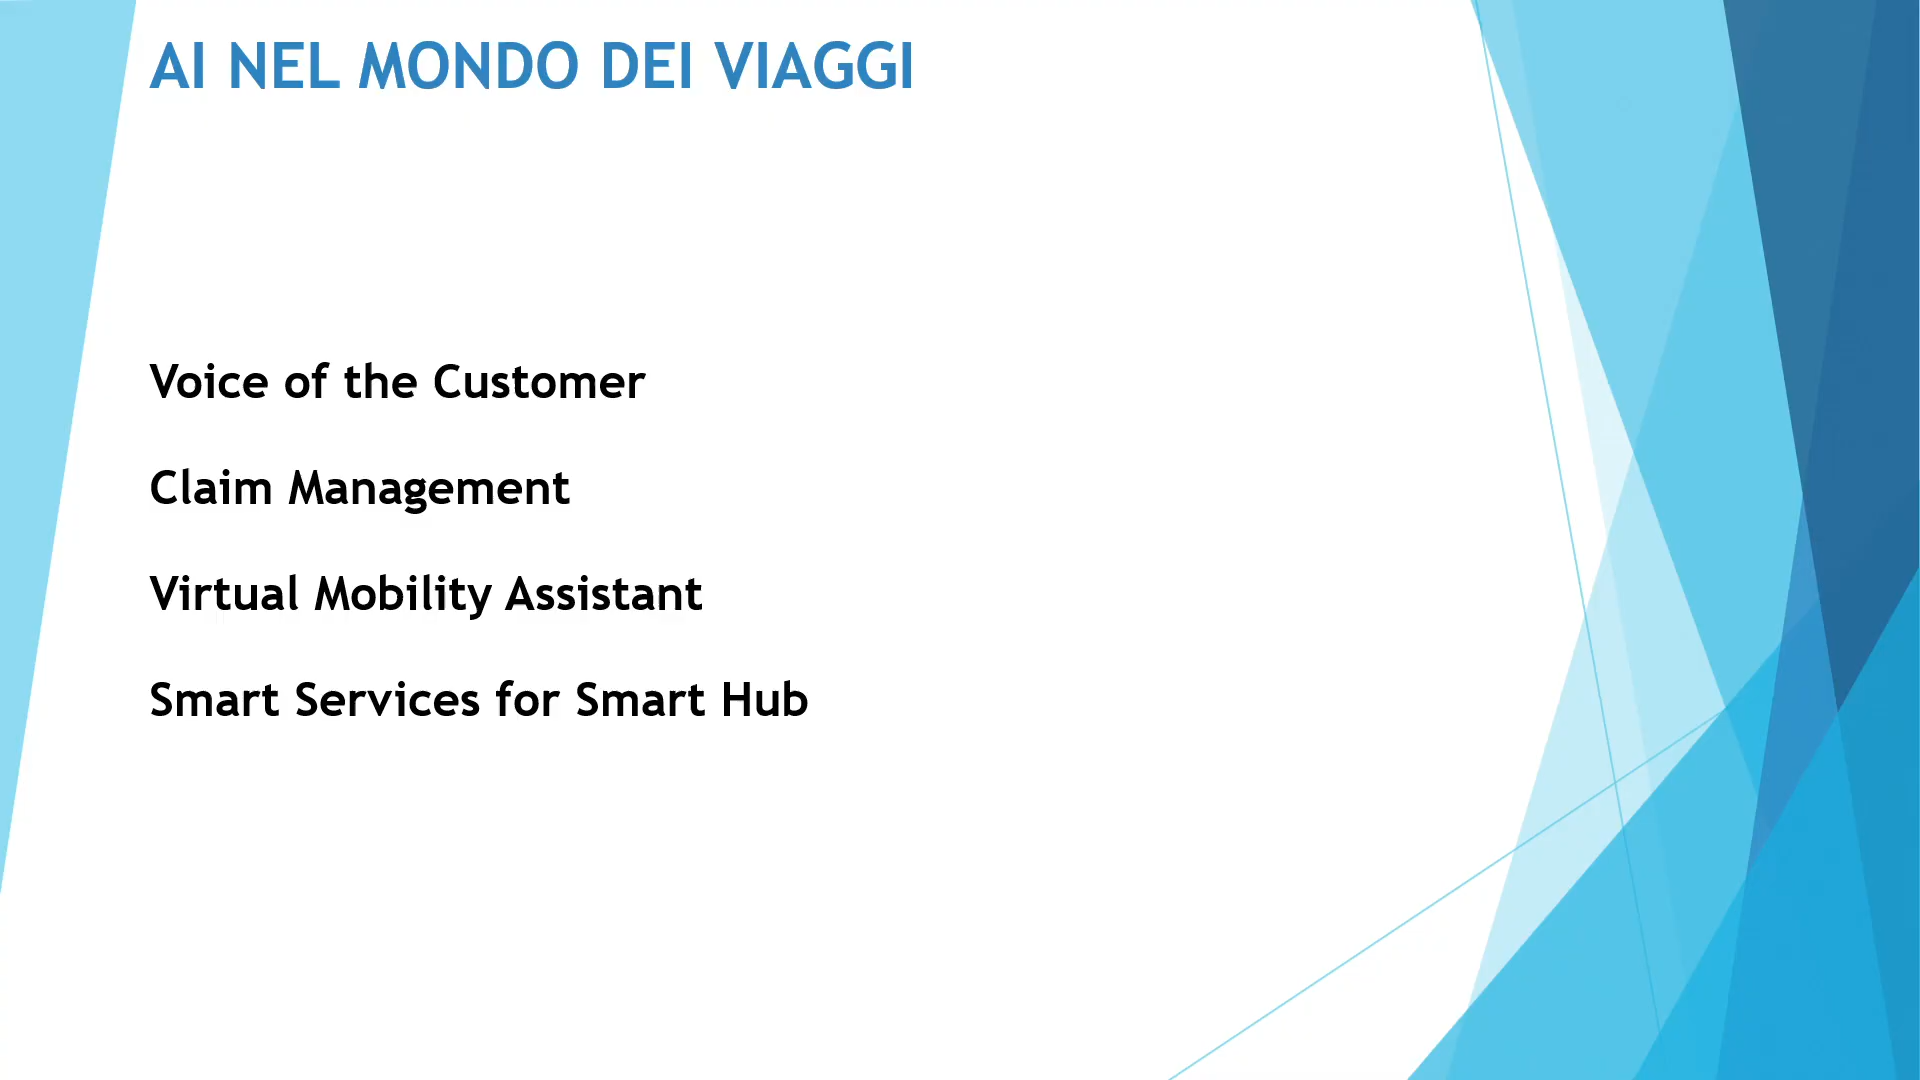 AI NEL MONDO DEI VIAGGI
Voice of the Customer
Claim Management
Virtual Mobility Assistant
Smart Services for Smart Hub